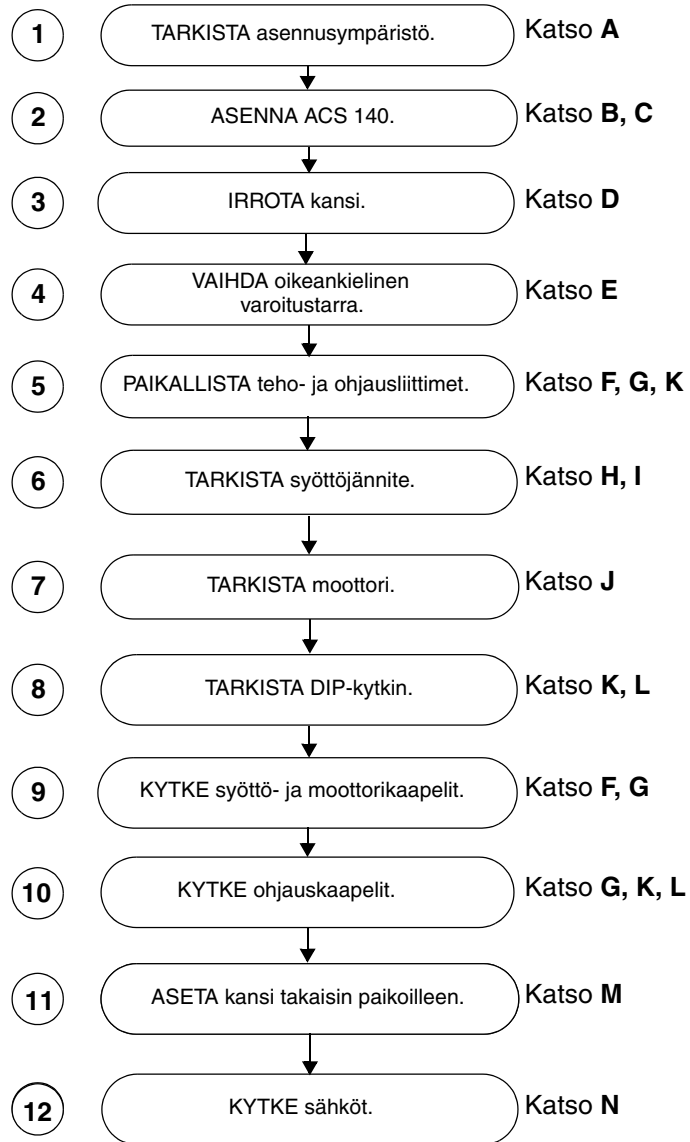 1 TARKISTA asennusympäristö. Katso A
2 ASENNA ACS 140. Katso B, C
3 IRROTA kansi. Katso D
4 VAIHDA oikeankielinen
varoitustarra. Katso E
5 PAIKALLISTA teho- ja ohjausliittimet. Katso F, G, K
6 TARKISTA syöttöjännite. Katso H, I
7 TARKISTA moottori. Katso J
8 TARKISTA DIP-kytkin. Katso K, L
9 KYTKE syöttö- ja moottorikaapelit. Katso F, G
10 KYTKE ohjauskaapelit. Katso G, K, L
11 ASETA kansi takaisin paikoilleen. Katso M
12 KYTKE sähköt. Katso N